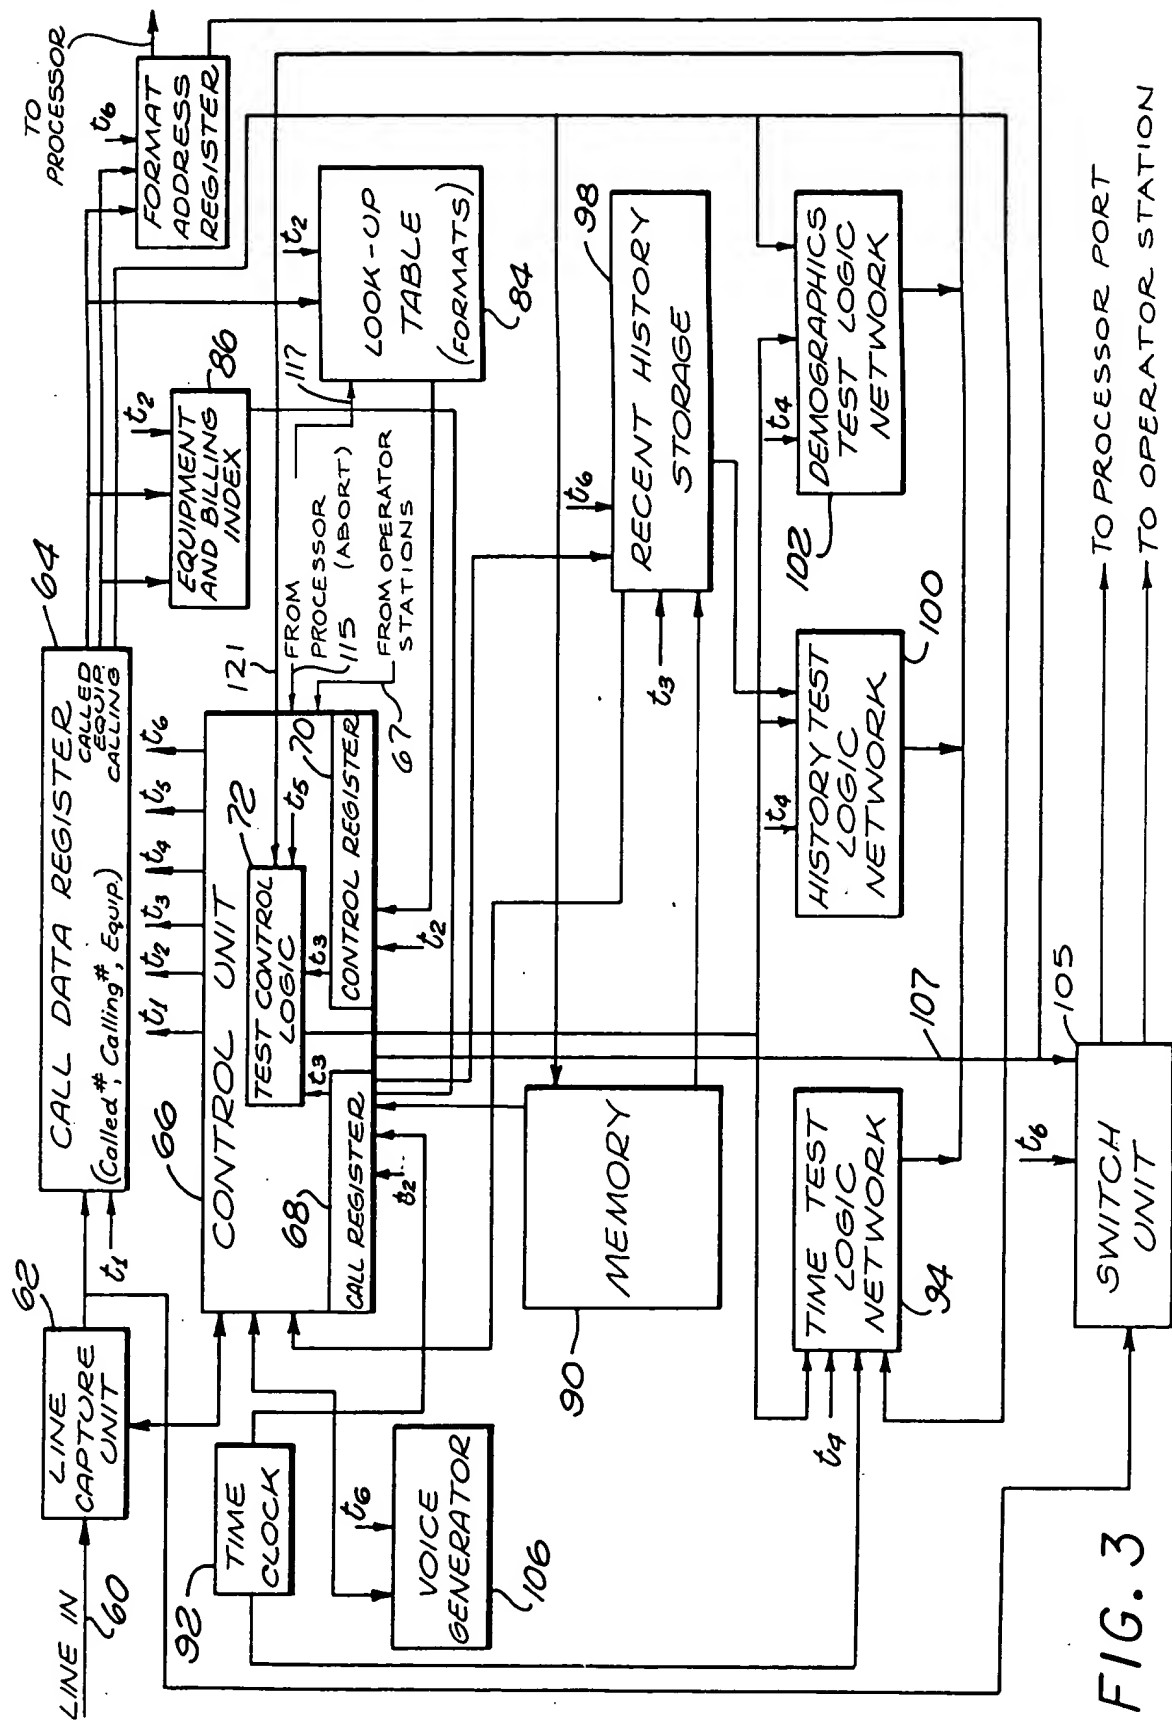 LINE IN
60
LINE
CAPTURE
UNIT
62
t1
CALL DATA REGISTER
(Called#, Calling#, Equip.)
CALLED
EQUIP.
CALLING
64
TO
PROCESSOR
t6
FORMAT
ADDRESS
REGISTER
t2
EQUIPMENT
AND BILLING
INDEX
86
t2
LOOK-UP
TABLE
(FORMATS)
84
117
121
FROM
PROCESSOR
(ABORT)
115
FROM OPERATOR
STATIONS
67
t1
t2
t3
t4
t5
t6
66
CONTROL UNIT
72
TEST CONTROL
LOGIC
t5
t3
t3
70
CONTROL REGISTER
t2
68
CALL REGISTER
t2
92
TIME
CLOCK
t6
VOICE
GENERATOR
106
MEMORY
90
98
t6
RECENT HISTORY
STORAGE
t3
t4
TIME TEST
LOGIC
NETWORK
94
t4
HISTORY TEST
LOGIC
NETWORK
100
t4
DEMOGRAPHICS
TEST LOGIC
NETWORK
102
107
105
t6
SWITCH
UNIT
TO PROCESSOR PORT
TO OPERATOR STATION
FIG. 3